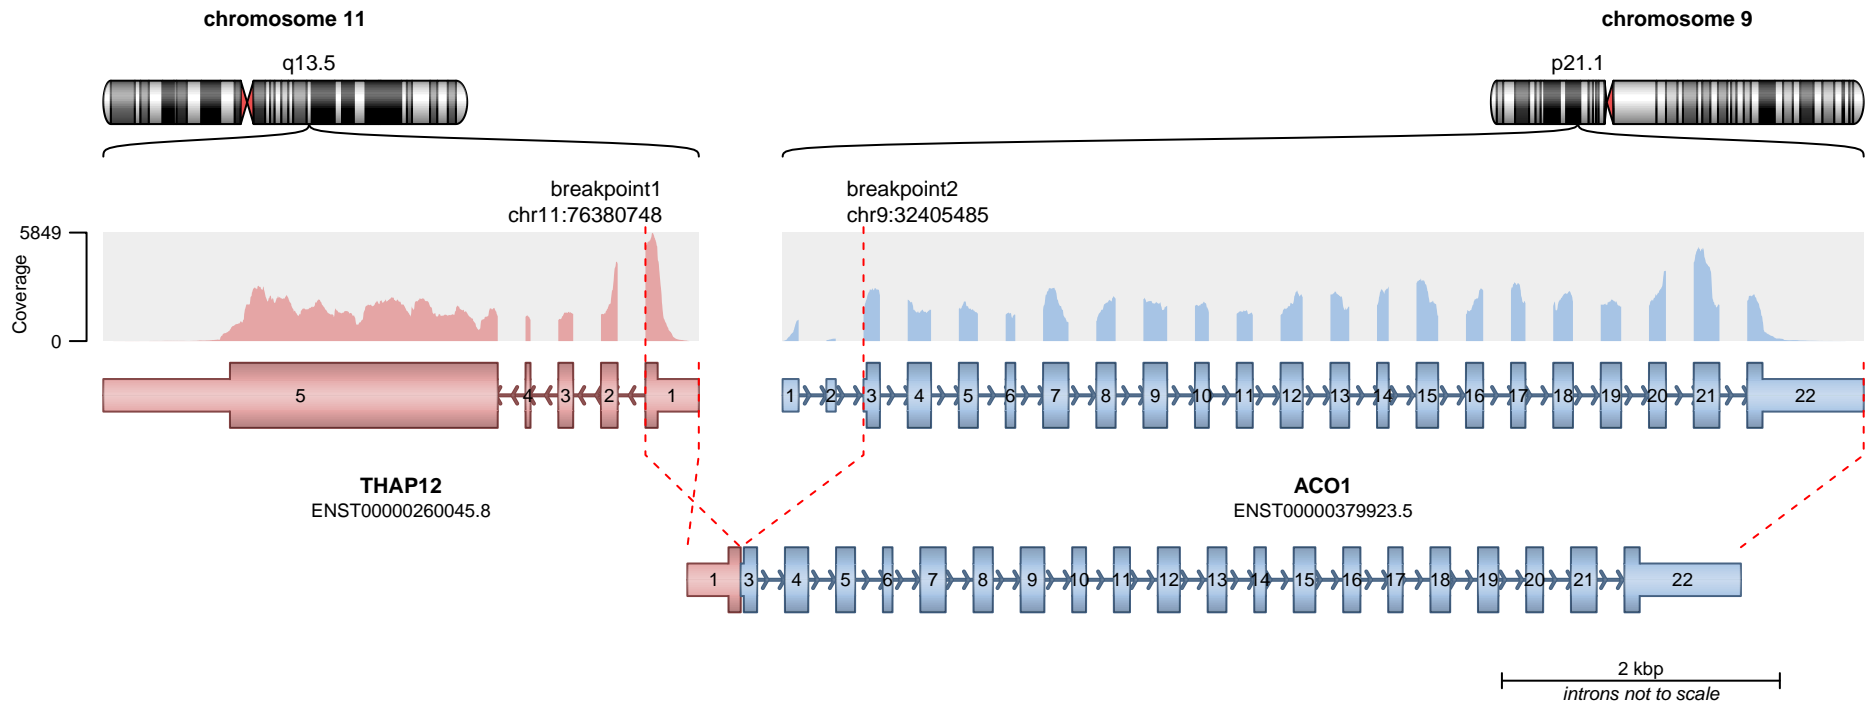 chromosome 11
chromosome 9
q13.5
p21.1
breakpoint1
chr11:76380748
breakpoint2
chr9:32405485
5849
Coverage
0
5 4 3 2 1
1 2 3 4 5 6 7 8 9 10 11 12 13 14 15 16 17 18 19 20 21 22
THAP12
ENST00000260045.8
ACO1
ENST00000379923.5
1 3 4 5 6 7 8 9 10 11 12 13 14 15 16 17 18 19 20 21 22
2 kbp
introns not to scale